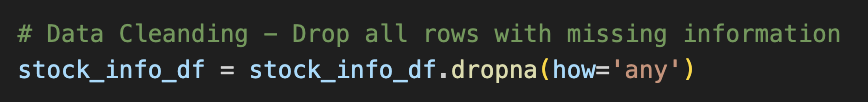 # Data Cleanding - Drop all rows with missing information
stock_info_df = stock_info_df.dropna(how='any')